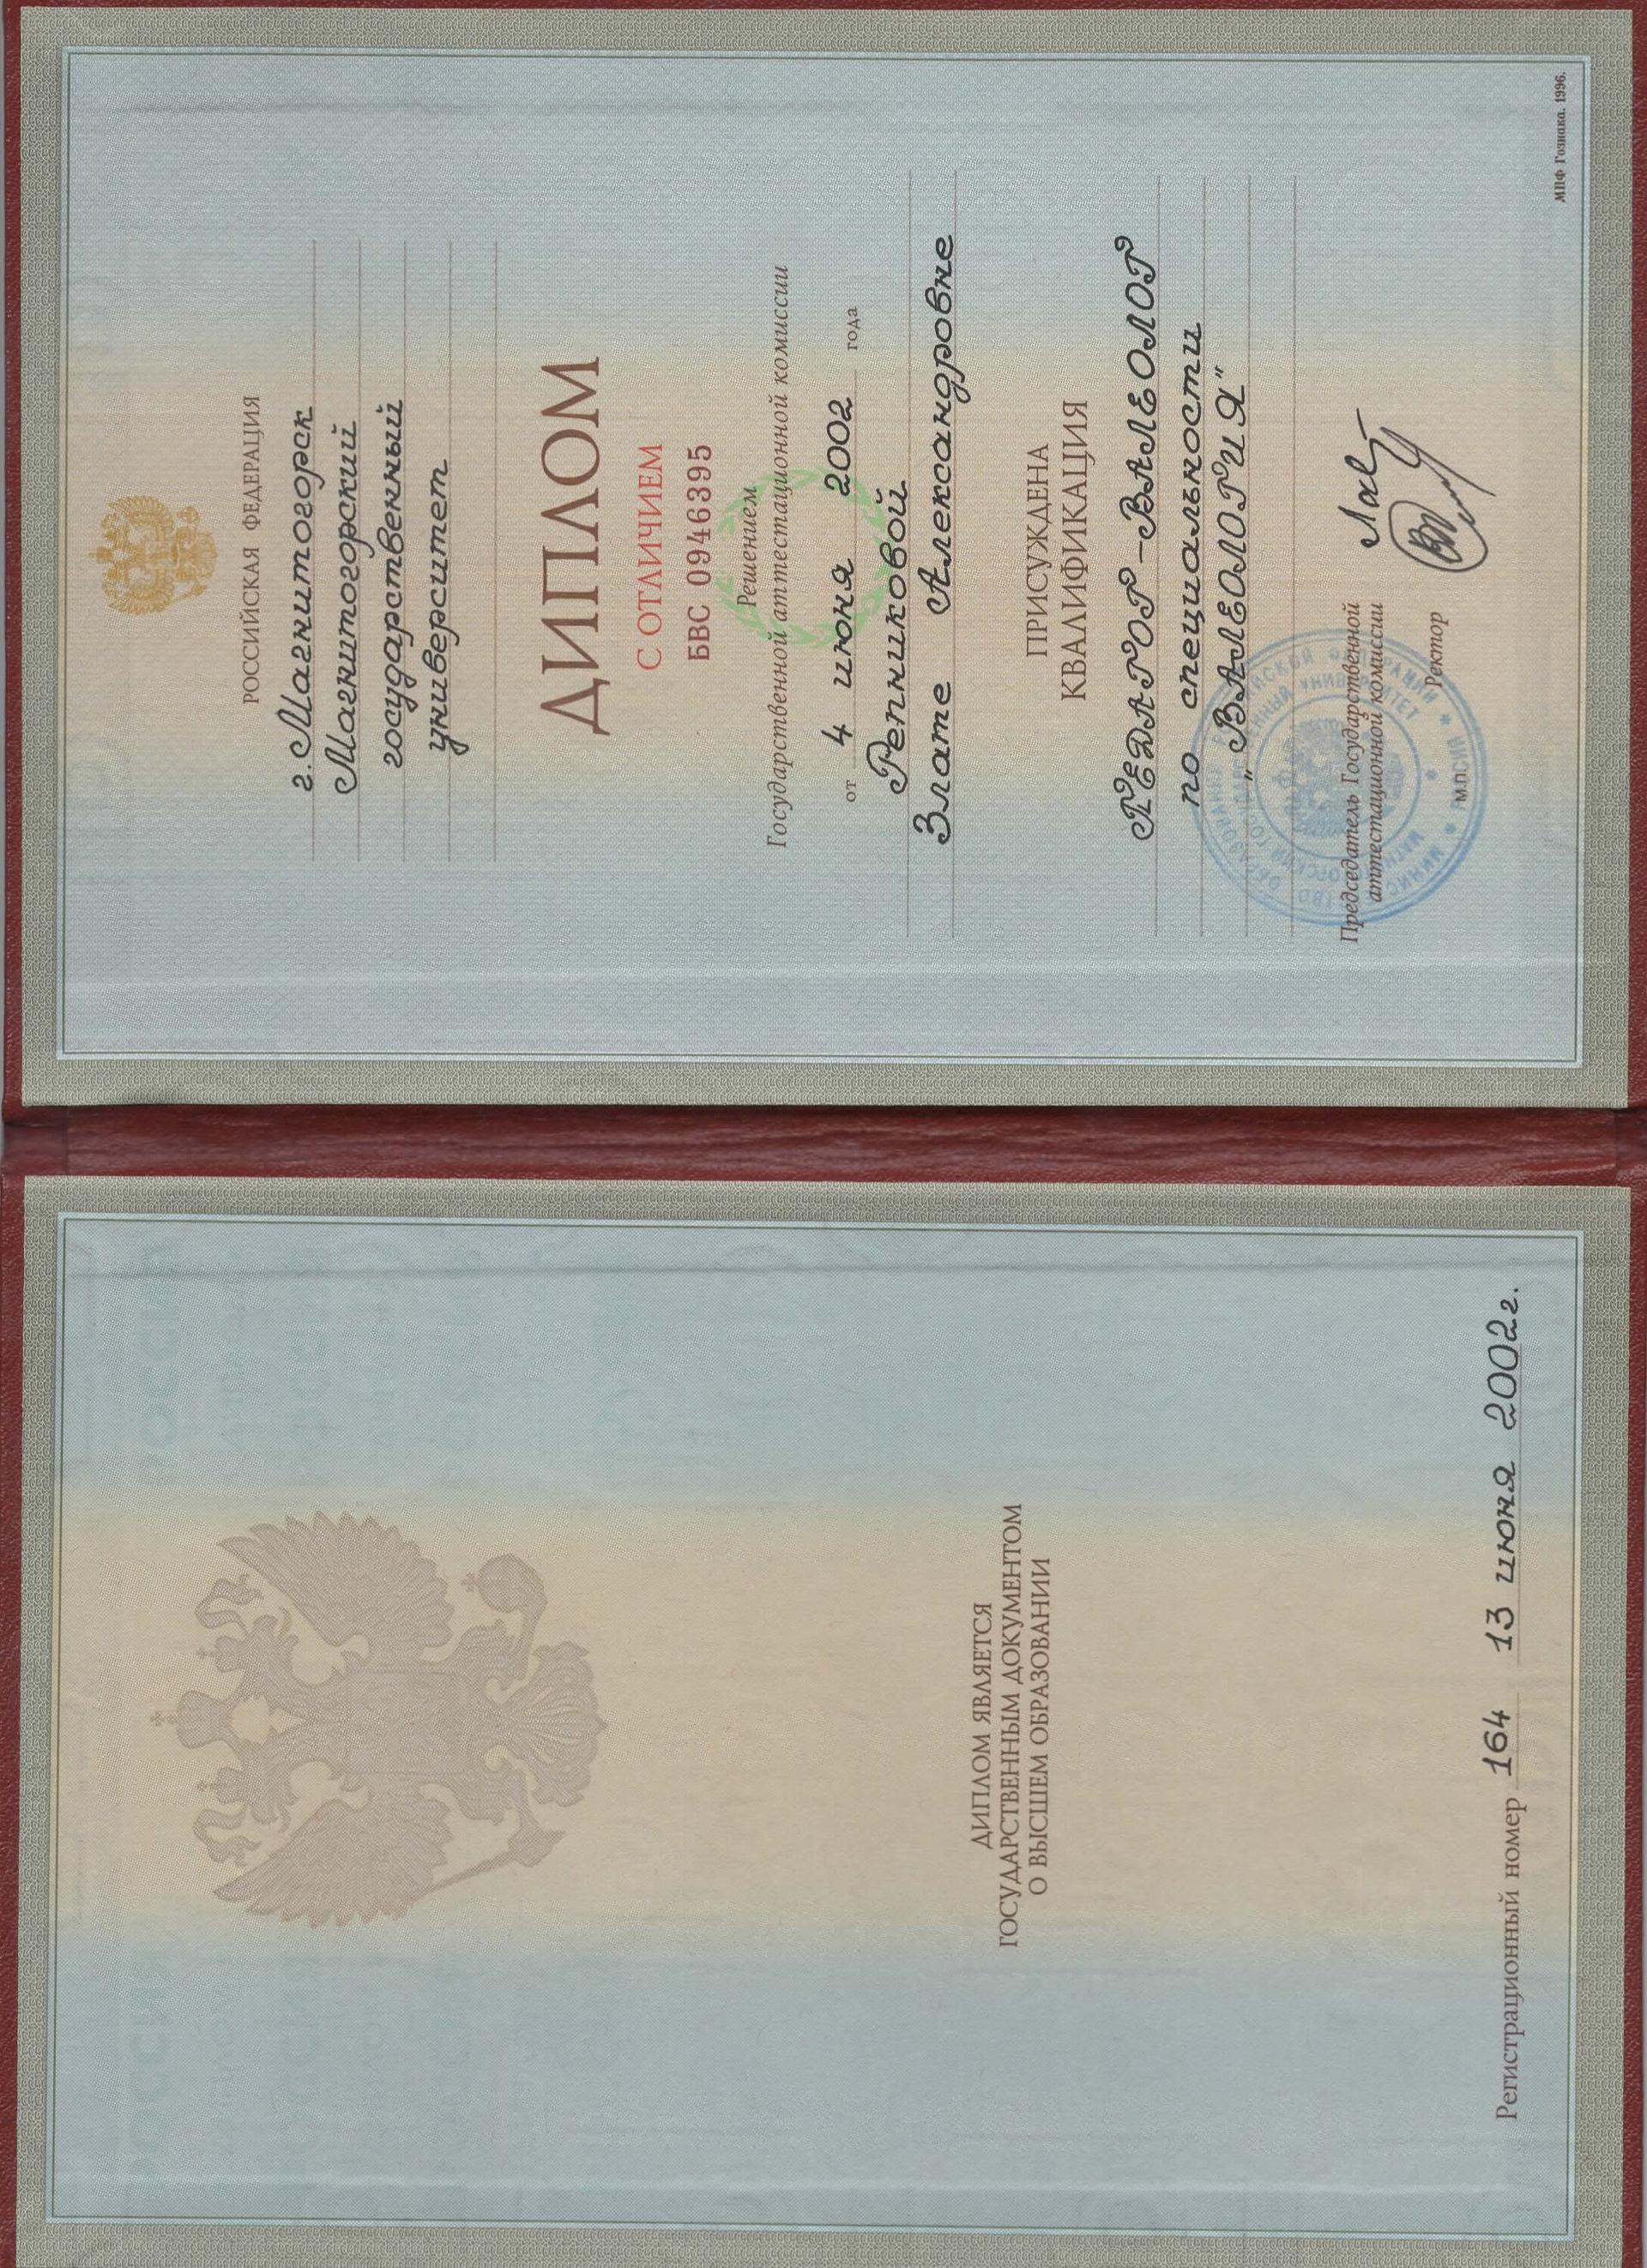 ДИПЛОМ ЯВЛЯЕТСЯ
ГОСУДАРСТВЕННЫМ ДОКУМЕНТОМ
О ВЫСШЕМ ОБРАЗОВАНИИ
Регистрационный номер 164 13 июня 2002г.
РОССИЙСКАЯ ФЕДЕРАЦИЯ
г. Магнитогорск
Магнитогорский
государственный
университет
ДИПЛОМ
С ОТЛИЧИЕМ
БВС 0946395
Решением
Государственной аттестационной комиссии
от 4 июня 2002 года
Репниковой
Злате Александровне
ПРИСУЖДЕНА
КВАЛИФИКАЦИЯ
ПЕДАГОГ-ВАЛЕОЛОГ
по специальности
„ВАЛЕОЛОГИЯ"
Председатель Государственной
аттестационной комиссии
Ректор
М.П.
МПФ Гознака. 1996.